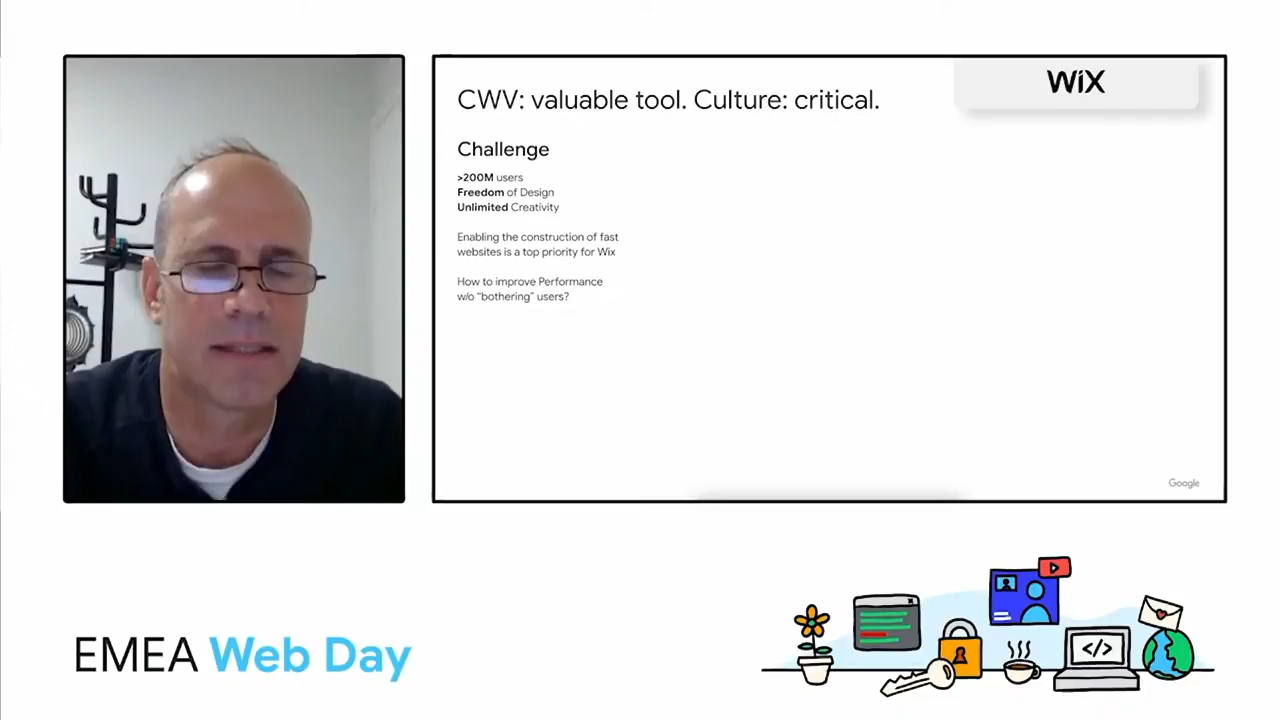 CWV: valuable tool. Culture: critical.
WiX
Challenge
>200M users
Freedom of Design
Unlimited Creativity
Enabling the construction of fast
websites is a top priority for Wix
How to improve Performance
w/o “bothering” users?
Google
EMEA Web Day
</>